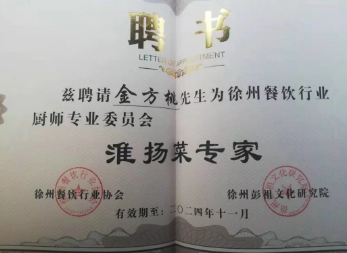 聘书
LETTER OF APPOINTMENT
兹聘请金方桃先生为徐州餐饮行业
厨师专业委员会
淮扬菜专家
徐州餐饮行业协会 徐州彭祖文化研究院
有效期至：二〇二四年十一月